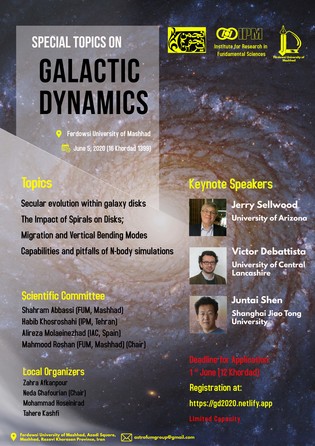 SPECIAL TOPICS ON
GALACTIC
DYNAMICS
IPM
Institute for Research in
Fundamental Sciences
Ferdowsi University of Mashhad
June 5, 2020 (16 Khordad 1399)
Topics
Secular evolution within galaxy disks
The Impact of Spirals on Disks;
Migration and Vertical Bending Modes
Capabilities and pitfalls of N-body simulations
Keynote Speakers
Jerry Sellwood
University of Arizona
Victor Debattista
University of Central
Lancashire
Juntai Shen
Shanghai Jiao Tong
University
Scientific Committee
Shahram Abbassi (FUM, Mashhad)
Habib Khosroshahi (IPM, Tehran)
Alireza Molaeinezhad (IAC, Spain)
Mahmood Roshan (FUM, Mashhad) (Chair)
Local Organizers
Zahra Afkanpour
Neda Ghafourian (Chair)
Mohammad Hoseinirad
Tahere Kashfi
Deadline for Application:
1st June (12 Khordad)
Registration at:
https://gd2020.netlify.app
Limited Capacity
Ferdowsi University of Mashhad, Azadi Square,
Mashhad, Razavi Khorasan Province, Iran
astrofumgroup@gmail.com